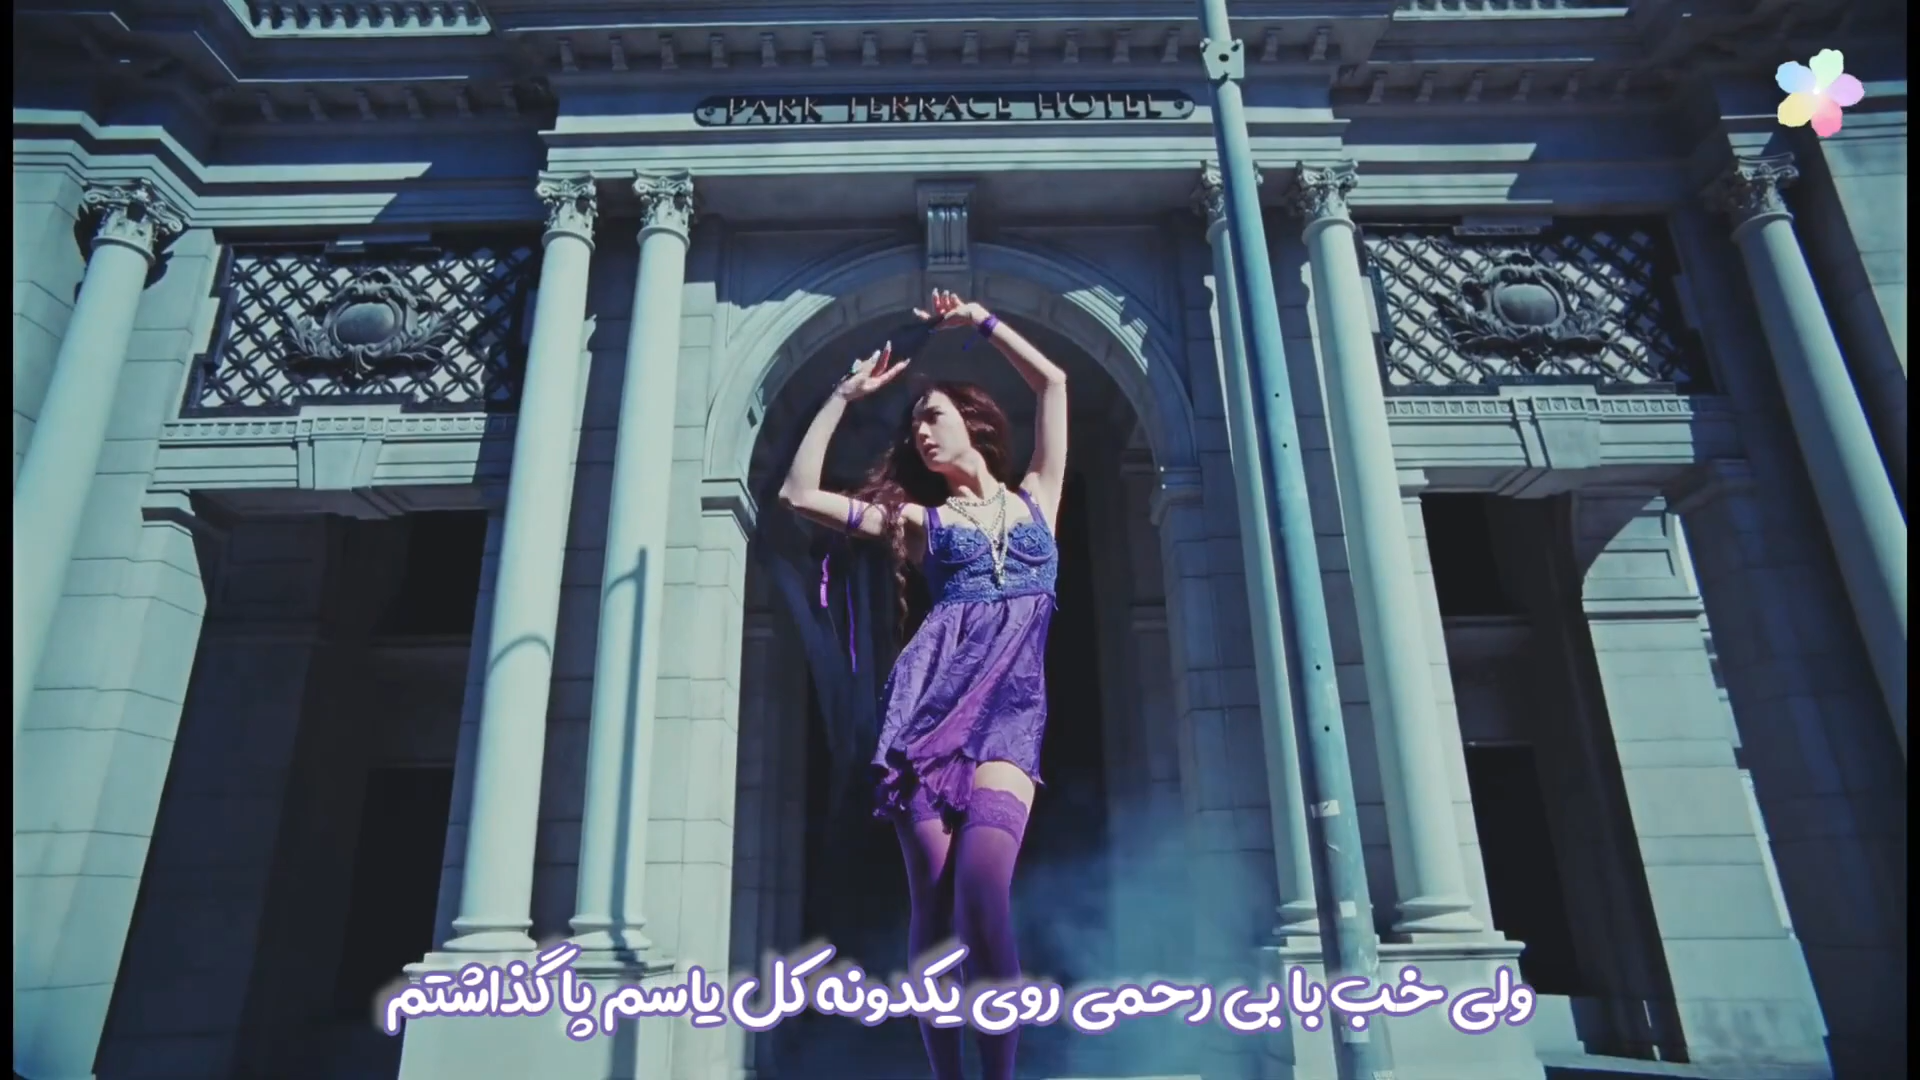 PARK TERRACE HOTEL
ولی خب با بی رحمی روی یکدونه گل یاسم پا گذاشتم